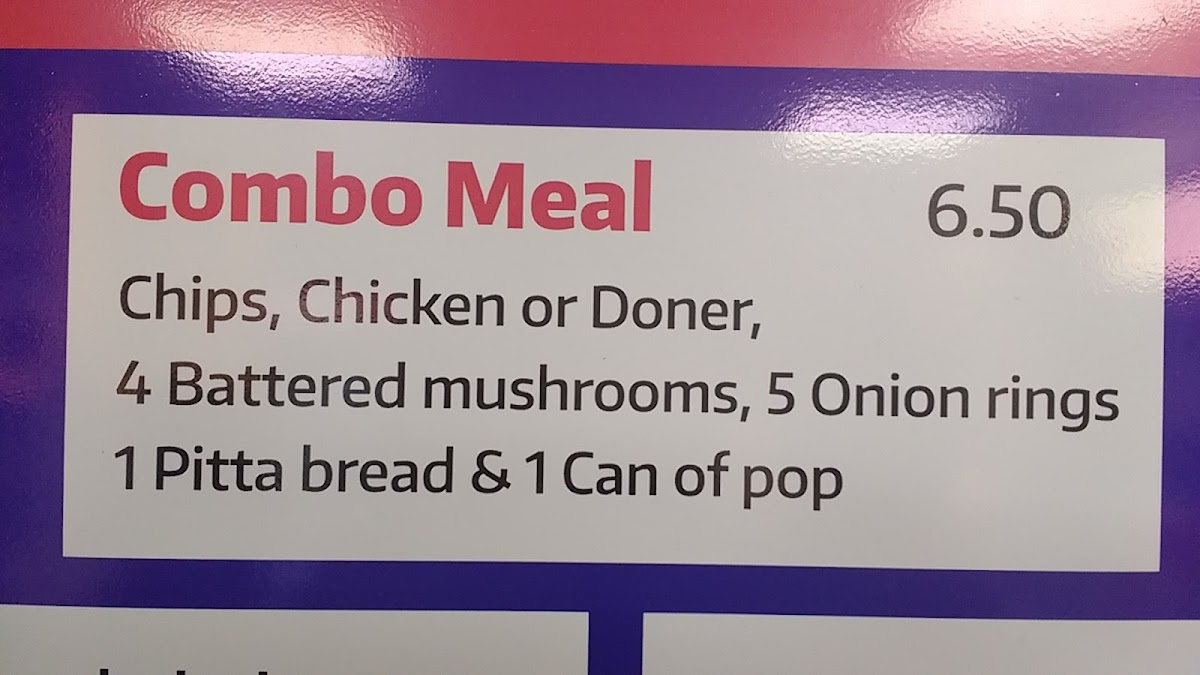 Combo Meal 6.50
Chips, Chicken or Doner,
4 Battered mushrooms, 5 Onion rings
1 Pitta bread & 1 Can of pop